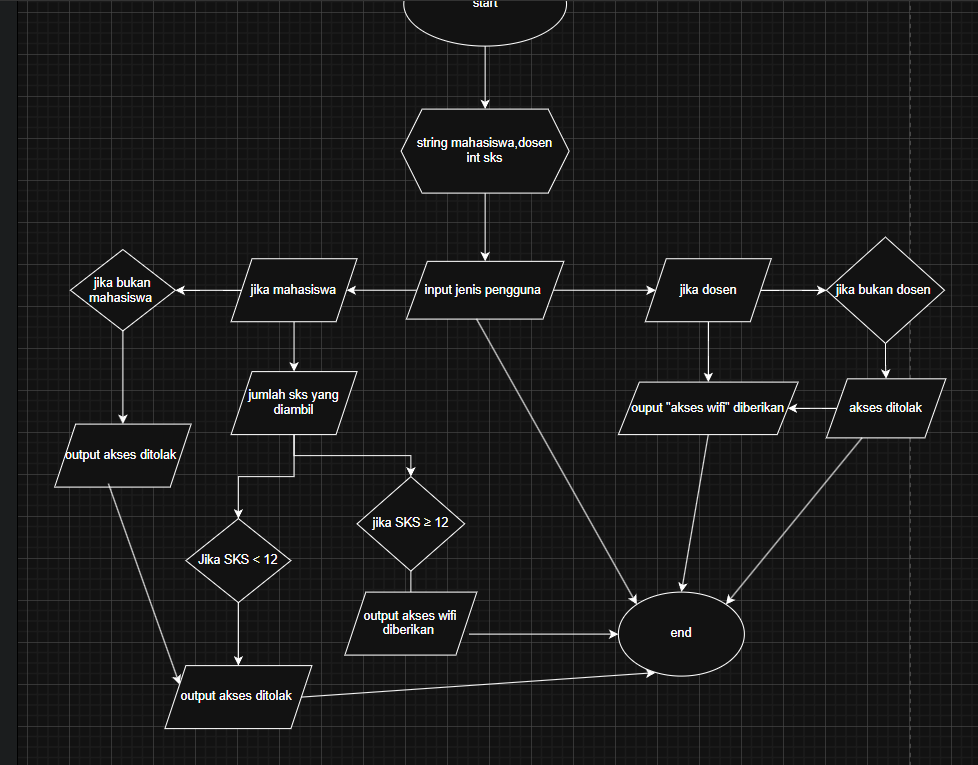 start
string mahasiswa,dosen
int sks
jika bukan
mahasiswa
jika mahasiswa
input jenis pengguna
jika dosen
jika bukan dosen
jumlah sks yang
diambil
ouput "akses wifi" diberikan
akses ditolak
output akses ditolak
jika SKS ≥ 12
Jika SKS < 12
output akses wifi
diberikan
end
output akses ditolak